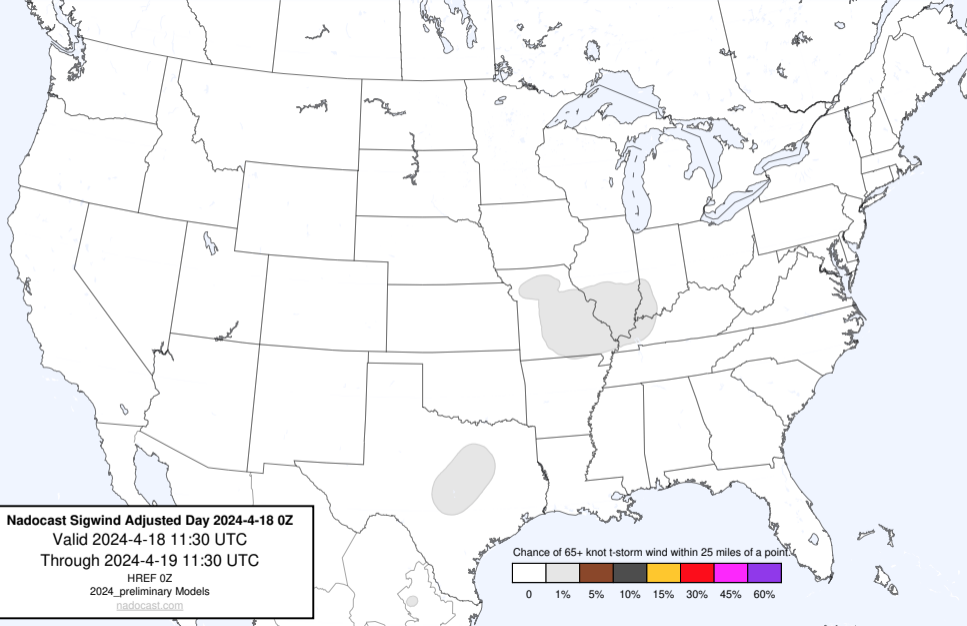 Nadocast Sigwind Adjusted Day 2024-4-18 0Z
Valid 2024-4-18 11:30 UTC
Through 2024-4-19 11:30 UTC
HREF 0Z
2024_preliminary Models
nadocast.com
Chance of 65+ knot t-storm wind within 25 miles of a point.
0 1% 5% 10% 15% 30% 45% 60%